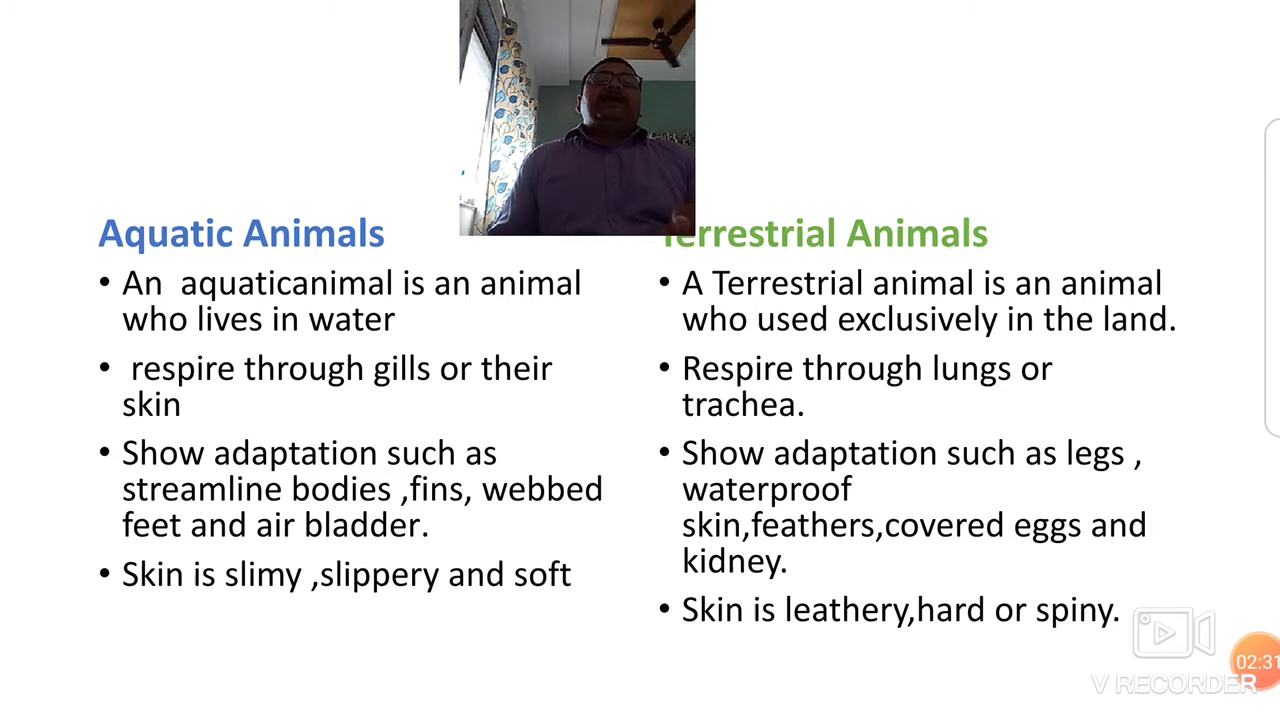 Aquatic Animals
• An aquaticanimal is an animal
who lives in water
• respire through gills or their
skin
• Show adaptation such as
streamline bodies ,fins, webbed
feet and air bladder.
• Skin is slimy ,slippery and soft
Terrestrial Animals
• A Terrestrial animal is an animal
who used exclusively in the land.
• Respire through lungs or
trachea.
• Show adaptation such as legs ,
waterproof
skin,feathers,covered eggs and
kidney.
• Skin is leathery,hard or spiny.
02:31
V RECORDER